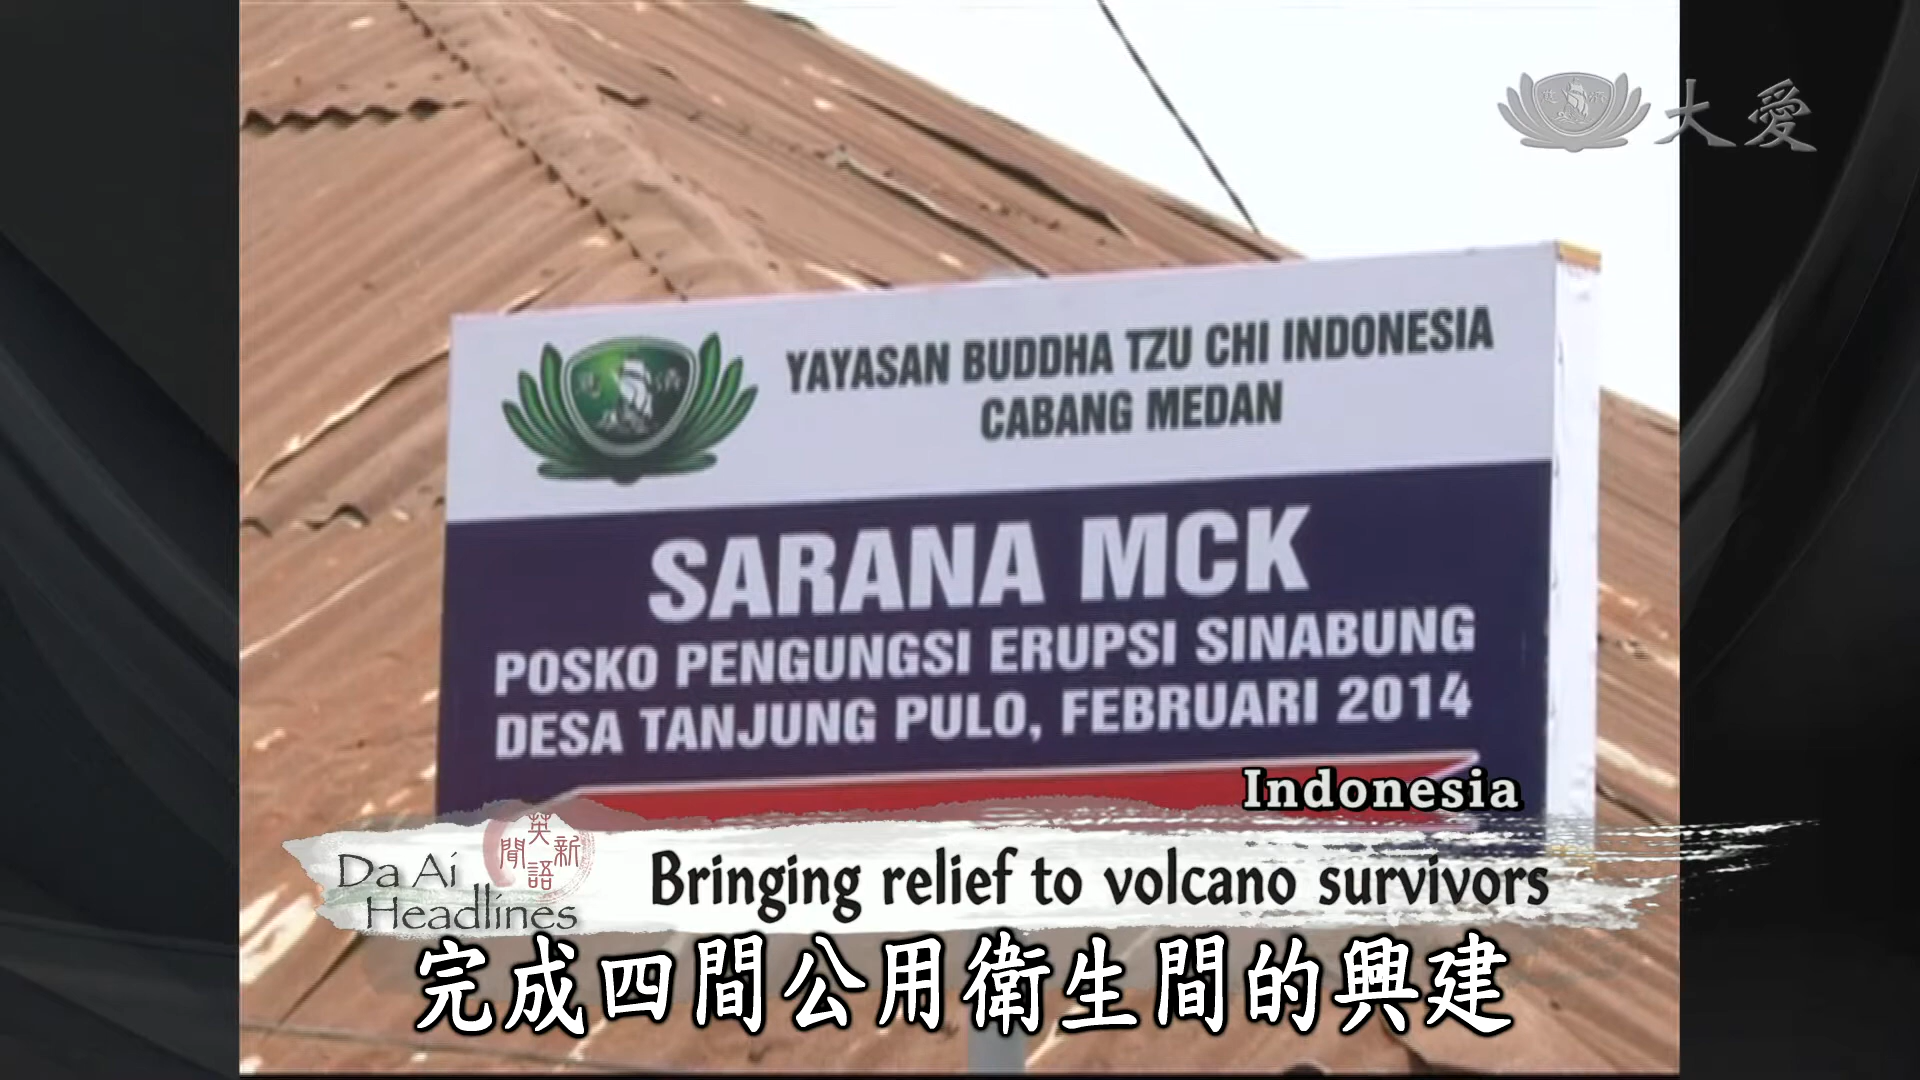 大愛
YAYASAN BUDDHA TZU CHI INDONESIA
CABANG MEDAN
SARANA MCK
POSKO PENGUNGSI ERUPSI SINABUNG
DESA TANJUNG PULO, FEBRUARI 2014
Indonesia
英語新聞
Da Ai
Headlines
Bringing relief to volcano survivors
完成四間公用衛生間的興建